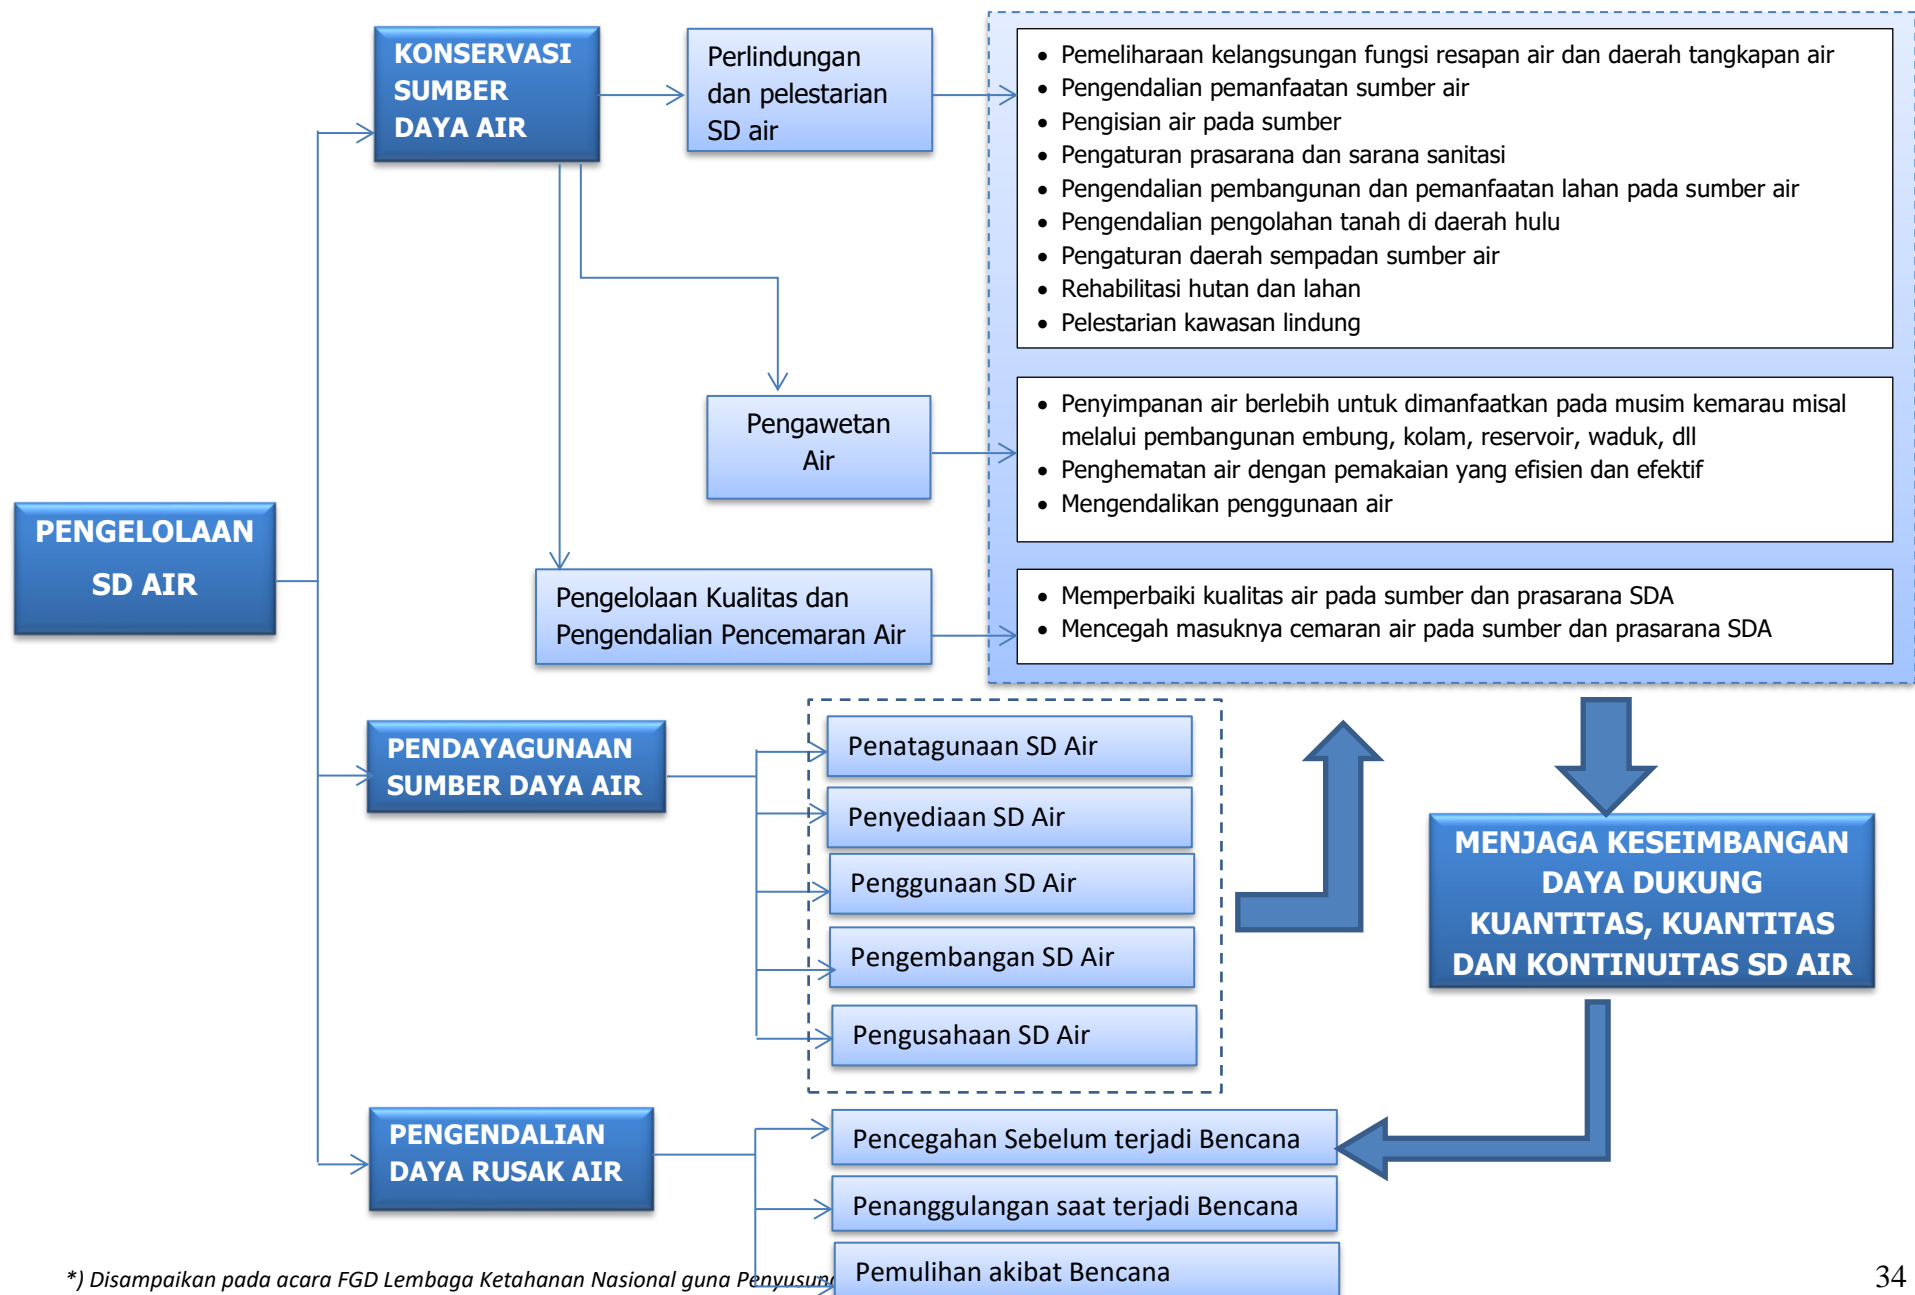 KONSERVASI
SUMBER
DAYA AIR
Perlindungan
dan pelestarian
SD air
• Pemeliharaan kelangsungan fungsi resapan air dan daerah tangkapan air
• Pengendalian pemanfaatan sumber air
• Pengisian air pada sumber
• Pengaturan prasarana dan sarana sanitasi
• Pengendalian pembangunan dan pemanfaatan lahan pada sumber air
• Pengendalian pengolahan tanah di daerah hulu
• Pengaturan daerah sempadan sumber air
• Rehabilitasi hutan dan lahan
• Pelestarian kawasan lindung
Pengawetan
Air
• Penyimpanan air berlebih untuk dimanfaatkan pada musim kemarau misal
melalui pembangunan embung, kolam, reservoir, waduk, dll
• Penghematan air dengan pemakaian yang efisien dan efektif
• Mengendalikan penggunaan air
PENGELOLAAN
SD AIR
Pengelolaan Kualitas dan
Pengendalian Pencemaran Air
• Memperbaiki kualitas air pada sumber dan prasarana SDA
• Mencegah masuknya cemaran air pada sumber dan prasarana SDA
PENDAYAGUNAAN
SUMBER DAYA AIR
Penatagunaan SD Air
Penyediaan SD Air
Penggunaan SD Air
Pengembangan SD Air
Pengusahaan SD Air
MENJAGA KESEIMBANGAN
DAYA DUKUNG
KUANTITAS, KUANTITAS
DAN KONTINUITAS SD AIR
PENGENDALIAN
DAYA RUSAK AIR
Pencegahan Sebelum terjadi Bencana
Penanggulangan saat terjadi Bencana
Pemulihan akibat Bencana
*) Disampaikan pada acara FGD Lembaga Ketahanan Nasional guna
34